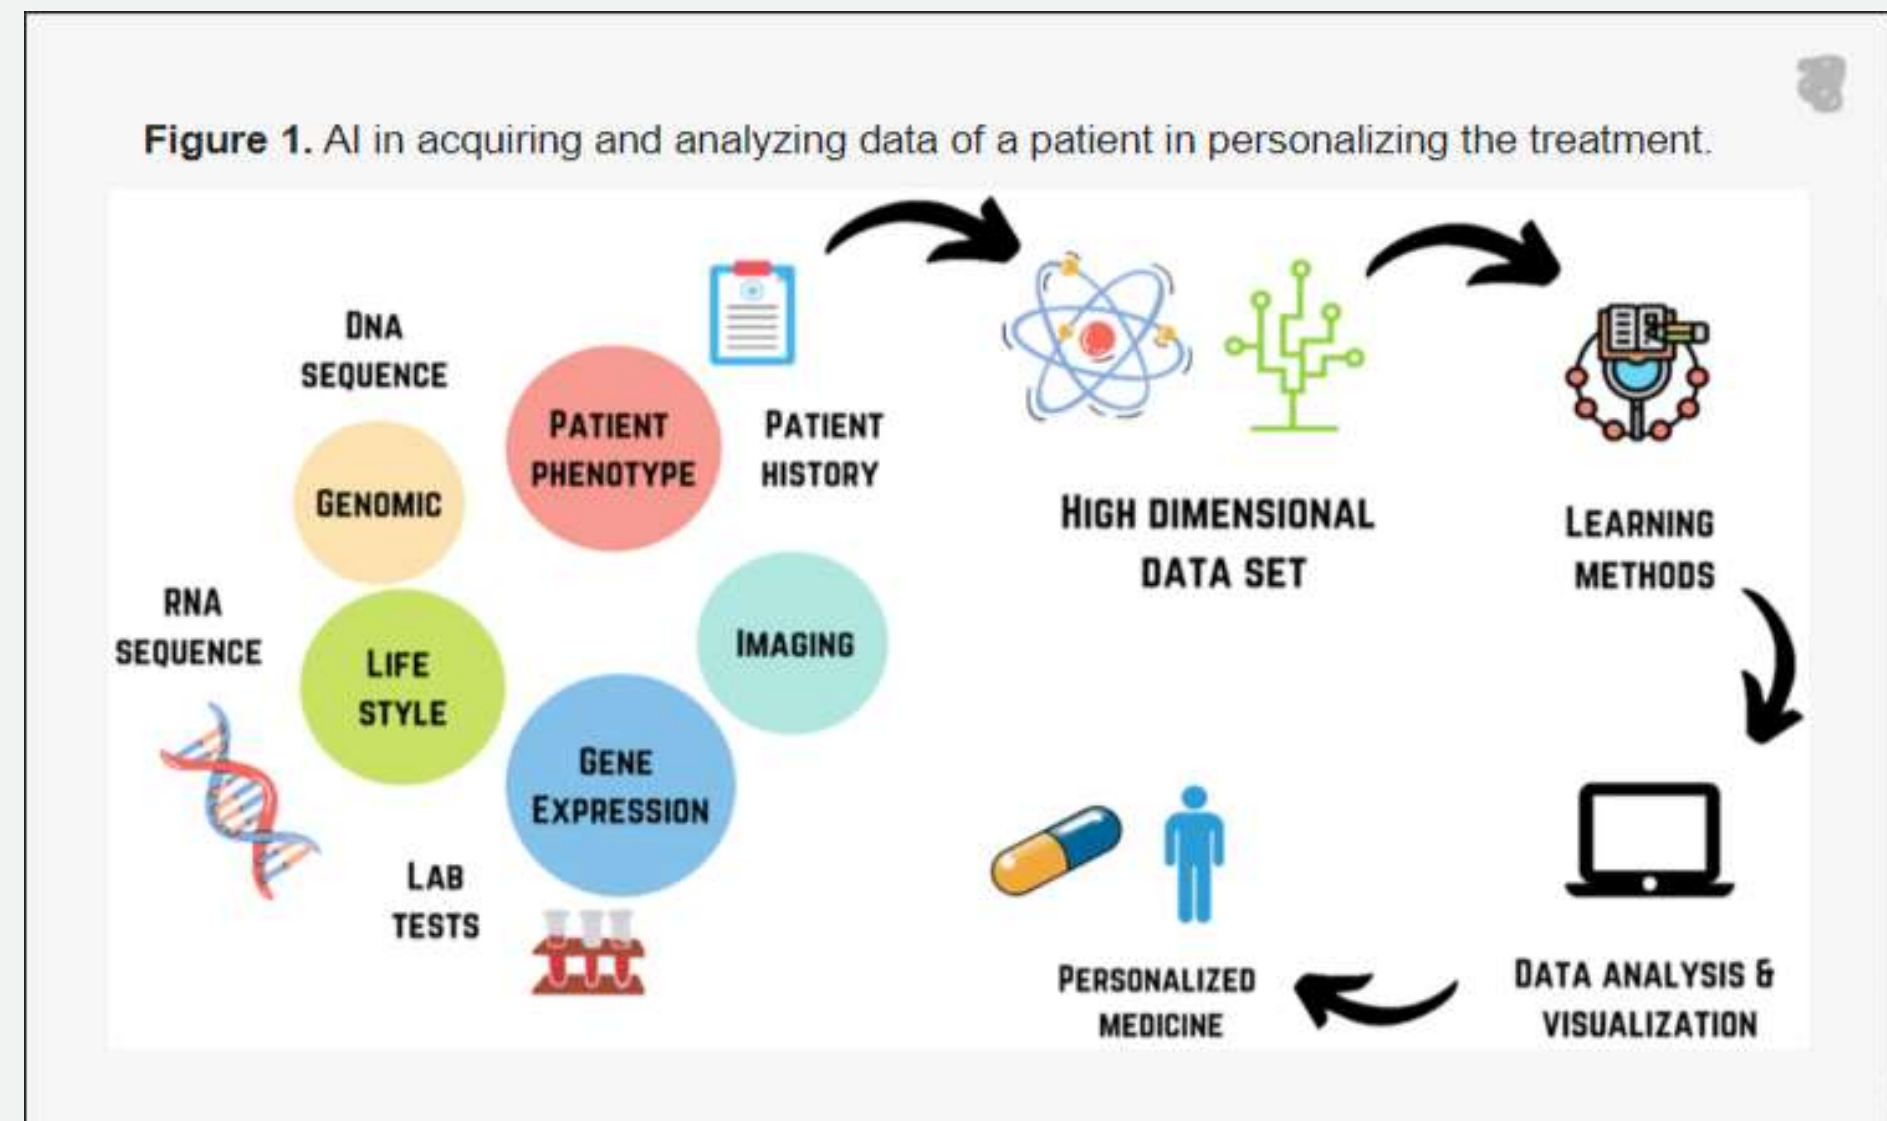 Figure 1. AI in acquiring and analyzing data of a patient in personalizing the treatment.
DNA
SEQUENCE
PATIENT
PHENOTYPE
PATIENT
HISTORY
GENOMIC
RNA
SEQUENCE
LIFE
STYLE
IMAGING
GENE
EXPRESSION
LAB
TESTS
HIGH DIMENSIONAL
DATA SET
LEARNING
METHODS
DATA ANALYSIS &
VISUALIZATION
PERSONALIZED
MEDICINE